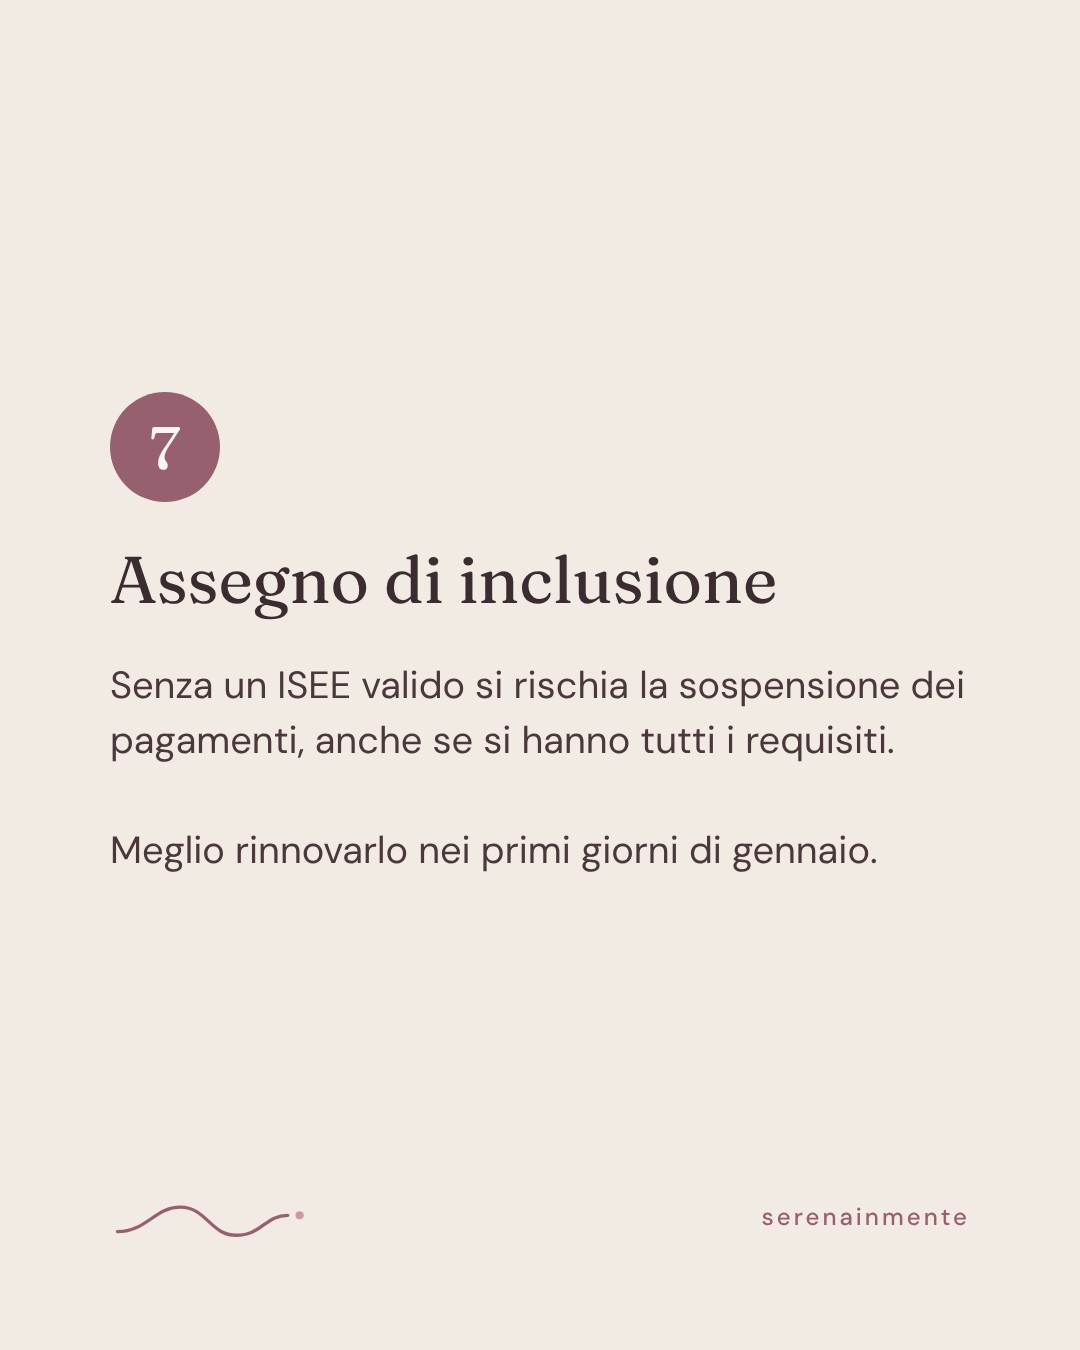 7
Assegno di inclusione
Senza un ISEE valido si rischia la sospensione dei
pagamenti, anche se si hanno tutti i requisiti.
Meglio rinnovarlo nei primi giorni di gennaio.
serenainmente